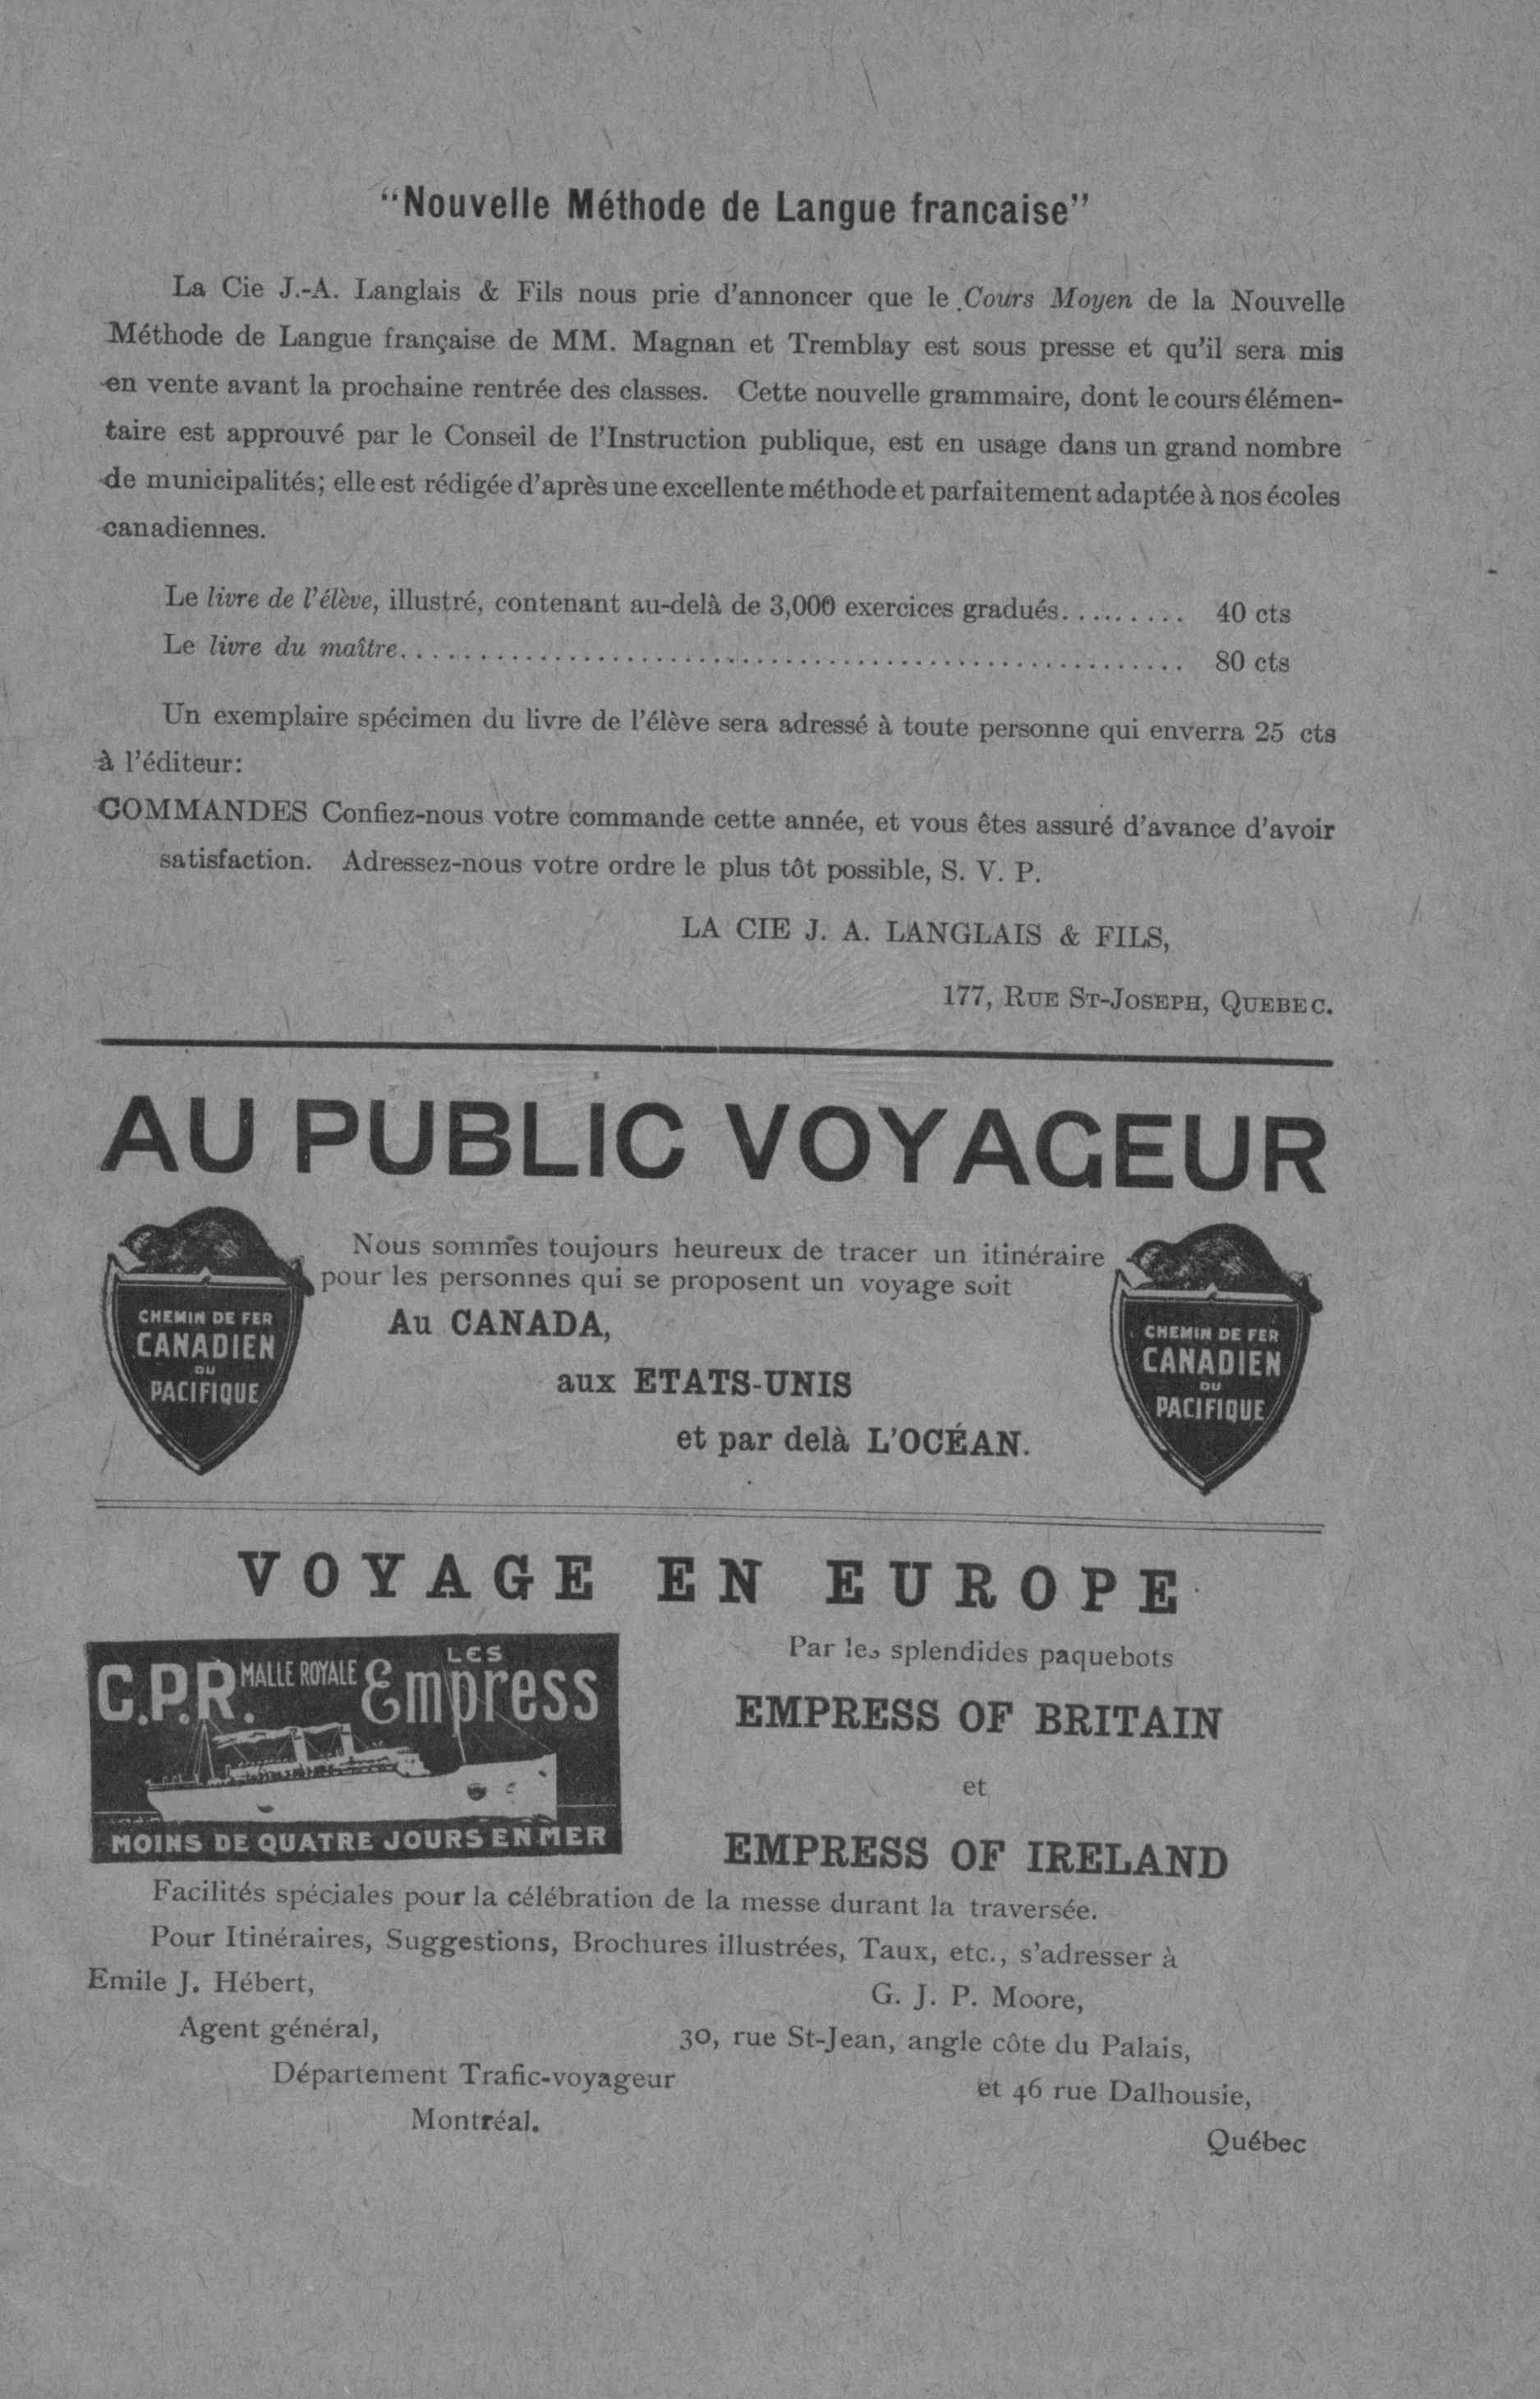 “Nouvelle Méthode de Langue francaise”
La Cie J.-A. Langlais & Fils nous prie d’annoncer que le Cours Moyen de la Nouvelle
Méthode de Langue française de MM. Magnan et Tremblay est sous presse et qu’il sera mis
en vente avant la prochaine rentrée des classes. Cette nouvelle grammaire, dont le cours élémen-
taire est approuvé par le Conseil de l’Instruction publique, est en usage dans un grand nombre
de municipalités; elle est rédigée d’après une excellente méthode et parfaitement adaptée à nos écoles
canadiennes.
Le livre de l’élève, illustré, contenant au-delà de 3,000 exercices gradués.......... 40 cts
Le livre du maître.................................................... 80 cts
Un exemplaire spécimen du livre de l’élève sera adressé à toute personne qui enverra 25 cts
à l’éditeur:
COMMANDES Confiez-nous votre commande cette année, et vous êtes assuré d’avance d’avoir
satisfaction. Adressez-nous votre ordre le plus tôt possible, S. V. P.
LA CIE J. A. LANGLAIS & FILS,
177, RUE ST-JOSEPH, QUEBEC.
AU PUBLIC VOYAGEUR
CHEMIN DE FER
CANADIEN
DU
PACIFIQUE
Nous sommes toujours heureux de tracer un itinéraire
pour les personnes qui se proposent un voyage soit
Au CANADA,
aux ETATS-UNIS
et par delà L’OCÉAN.
CHEMIN DE FER
CANADIEN
DU
PACIFIQUE
VOYAGE EN EUROPE
C.P.R. MALLE ROYALE LES Empress
MOINS DE QUATRE JOURS EN MER
Par les splendides paquebots
EMPRESS OF BRITAIN
et
EMPRESS OF IRELAND
Facilités spéciales pour la célébration de la messe durant la traversée.
Pour Itinéraires, Suggestions, Brochures illustrées, Taux, etc., s’adresser à
Emile J. Hébert,
Agent général,
Département Trafic-voyageur
Montréal.
G. J. P. Moore,
30, rue St-Jean, angle côte du Palais,
et 46 rue Dalhousie,
Québec